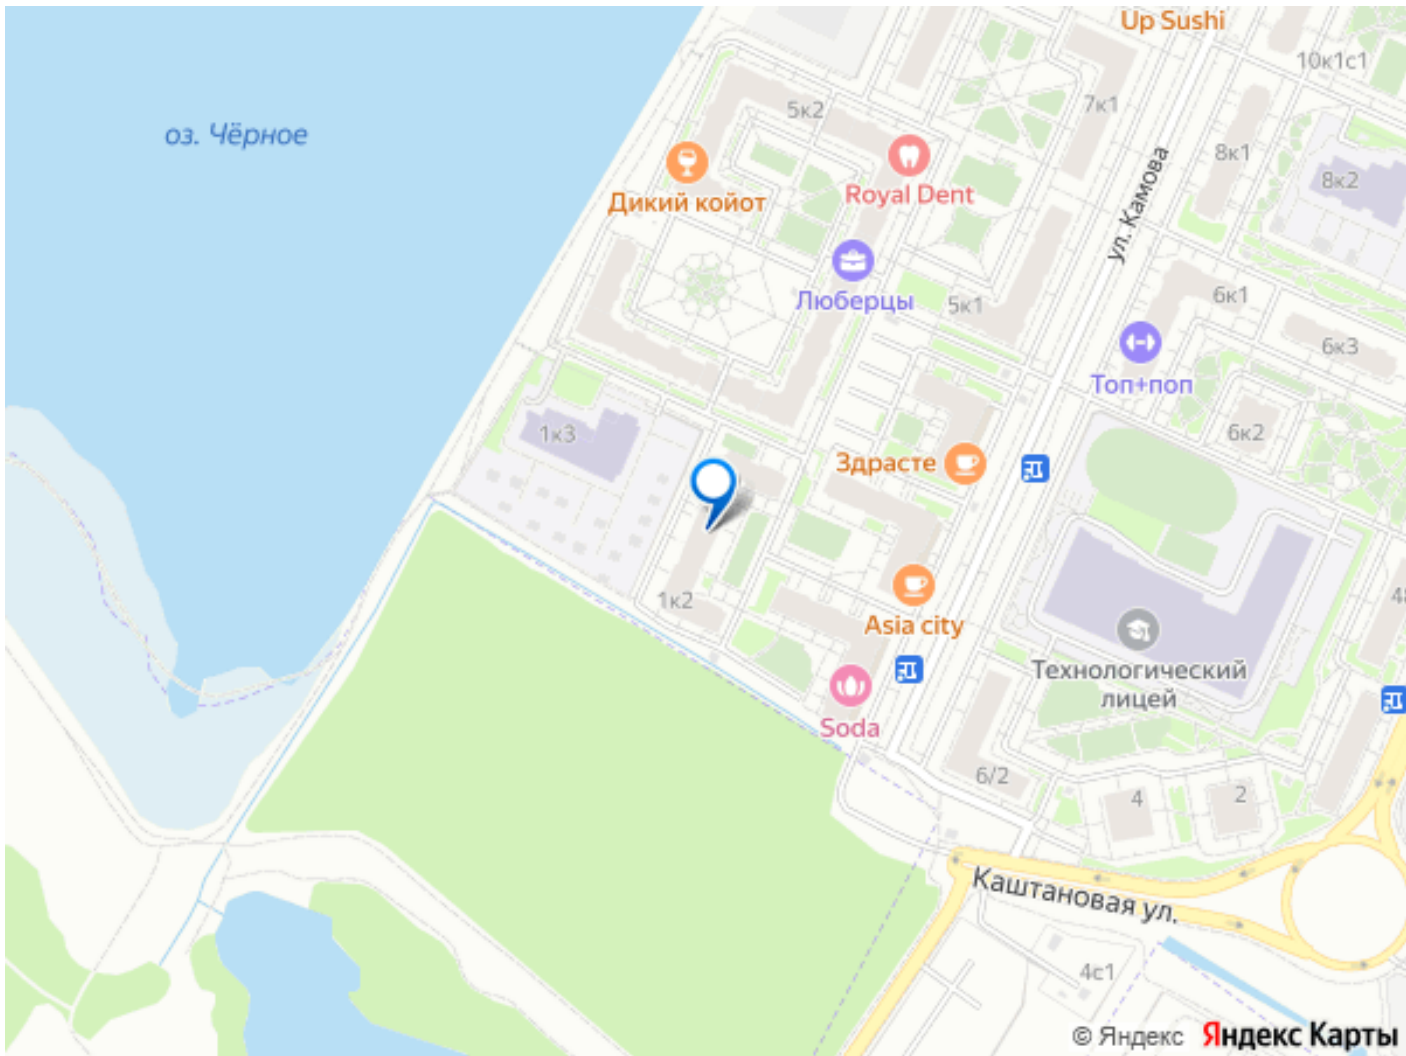 Up Sushi
10к1с1
5к2
7к1
оз. Чёрное
8к1
Royal Dent
8к2
Дикий койот
ул. Камова
Люберцы
5к1
6к1
6к3
Топ+поп
1к3
6к2
Здрасте
1к2
Asia city
Технологический
лицей
Soda
6/2
4
2
Каштановая ул.
4с1
© Яндекс Яндекс Карты